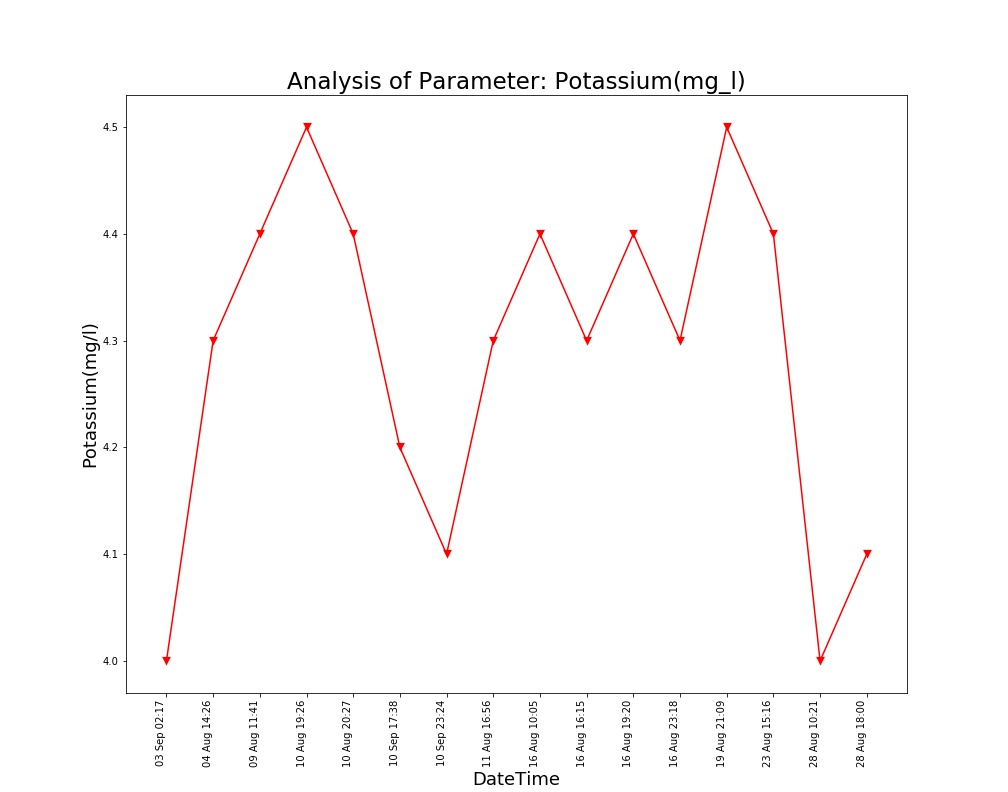 Analysis of Parameter: Potassium(mg_l)
Potassium(mg/l)
4.5
4.4
4.3
4.2
4.1
4.0
03 Sep 02:17
04 Aug 14:26
09 Aug 11:41
10 Aug 19:26
10 Aug 20:27
10 Sep 17:38
10 Sep 23:24
11 Aug 16:56
16 Aug 10:05
16 Aug 16:15
16 Aug 19:20
16 Aug 23:18
19 Aug 21:09
23 Aug 15:16
28 Aug 10:21
28 Aug 18:00
DateTime